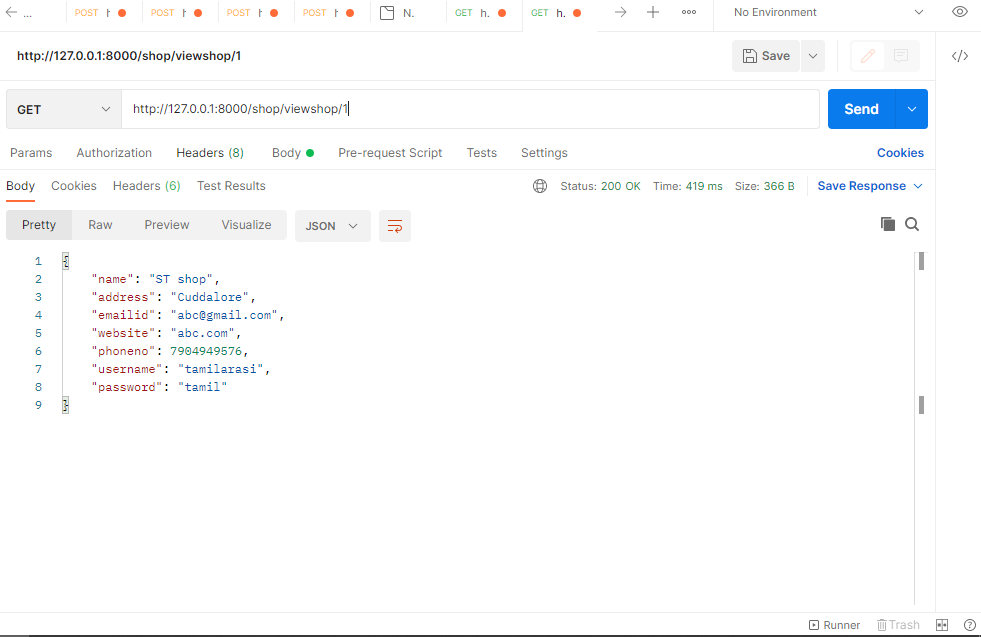 ... POST h POST h POST h POST h N. GET h. GET h. No Environment
http://127.0.0.1:8000/shop/viewshop/1 Save
GET http://127.0.0.1:8000/shop/viewshop/1 Send
Params Authorization Headers (8) Body Pre-request Script Tests Settings Cookies
Body Cookies Headers (6) Test Results Status: 200 OK Time: 419 ms Size: 366 B Save Response
Pretty Raw Preview Visualize JSON
1 {
2 "name": "ST shop",
3 "address": "Cuddalore",
4 "emailid": "abc@gmail.com",
5 "website": "abc.com",
6 "phoneno": 7904949576,
7 "username": "tamilarasi",
8 "password": "tamil"
9 }
Runner Trash